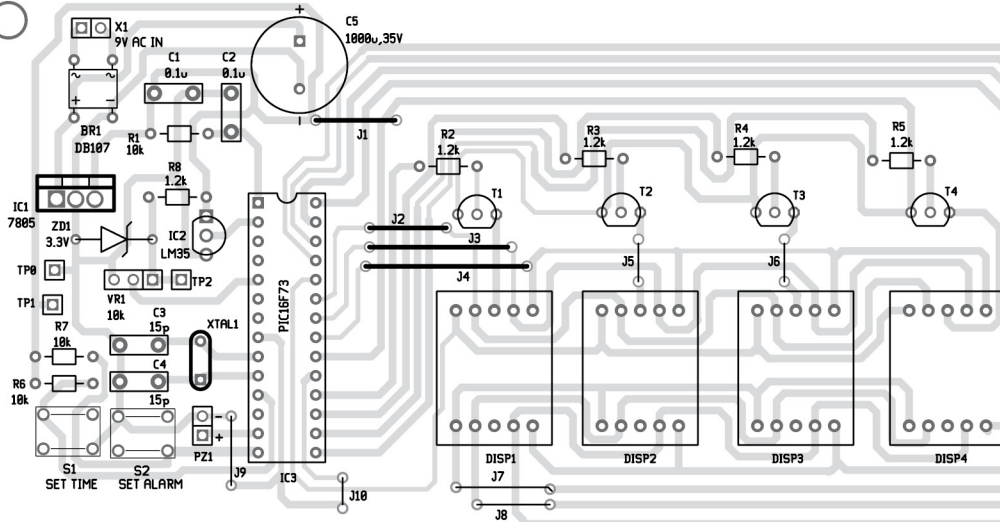 X1
9V AC IN
~ ~
+ −
BR1
DB107
C1
0.1u
C2
0.1u
+
C5
1000u,35V
−
J1
R1
10k
R8
1.2k
R2
1.2k
R3
1.2k
R4
1.2k
R5
1.2k
IC1
7805
ZD1
3.3V
IC2
LM35
T1
T2
T3
T4
J2
J3
J4
J5
J6
TP0
TP1
TP2
VR1
10k
PIC16F73
C3
15p
XTAL1
R7
10k
R6
10k
C4
15p
−
+
PZ1
S1
SET TIME
S2
SET ALARM
J9
IC3
J10
DISP1
DISP2
DISP3
DISP4
J7
J8